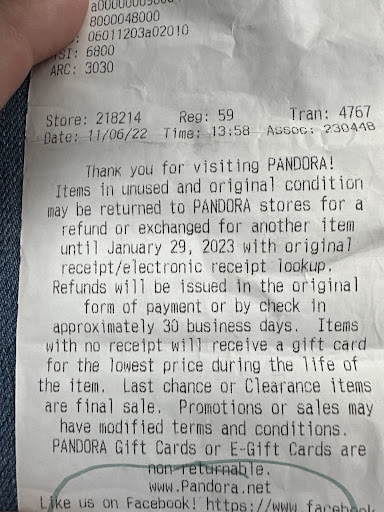 8000048000
06011203a02010
6800
ARC: 3030
Store: 218214 Reg: 59 Tran: 4767
Date: 11/06/22 Time: 13:58 Assoc: 230448
Thank you for visiting PANDORA!
Items in unused and original condition
may be returned to PANDORA stores for a
refund or exchanged for another item
until January 29, 2023 with original
receipt/electronic receipt lookup.
Refunds will be issued in the original
form of payment or by check in
approximately 30 business days. Items
with no receipt will receive a gift card
for the lowest price during the life of
the item. Last chance or Clearance items
are final sale. Promotions or sales may
have modified terms and conditions.
PANDORA Gift Cards or E-Gift Cards are
non-returnable.
www.Pandora.net
Like us on Facebook! https://www.facebook